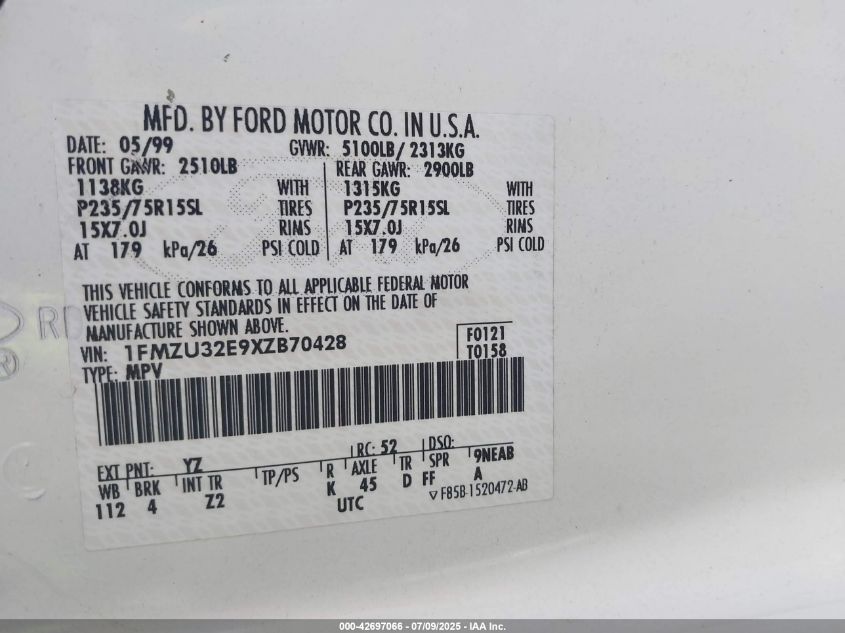 MFD. BY FORD MOTOR CO. IN U.S.A.
DATE: 05/99 GVWR: 5100LB/ 2313KG
FRONT GAWR: 2510LB REAR GAWR: 2900LB
1138KG WITH 1315KG WITH
P235/75R15SL TIRES P235/75R15SL TIRES
15X7.0J RIMS 15X7.0J RIMS
AT 179 kPa/26 PSI COLD AT 179 kPa/26 PSI COLD
THIS VEHICLE CONFORMS TO ALL APPLICABLE FEDERAL MOTOR
VEHICLE SAFETY STANDARDS IN EFFECT ON THE DATE OF
MANUFACTURE SHOWN ABOVE.
VIN: 1FMZU32E9XZB70428 F0121
TYPE: MPV T0158
EXT PNT: YZ RC: 52 DSO:
WB BRK INT TR TP/PS R AXLE TR SPR 9NEAB
112 4 Z2 K 45 D FF A
UTC ▽ F85B-1520472-AB
000-42697066 - 07/09/2025 - IAA Inc.